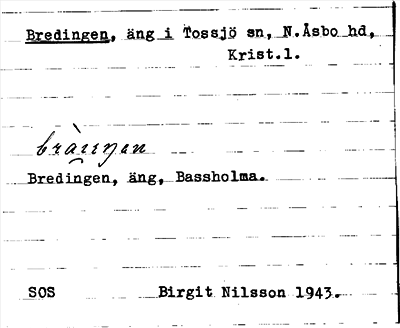 Bredingen, äng i Tossjö sn, N.Åsbo hd,
Krist.l.
Bredingen, äng, Bassholma.
SOS Birgit Nilsson 1943.